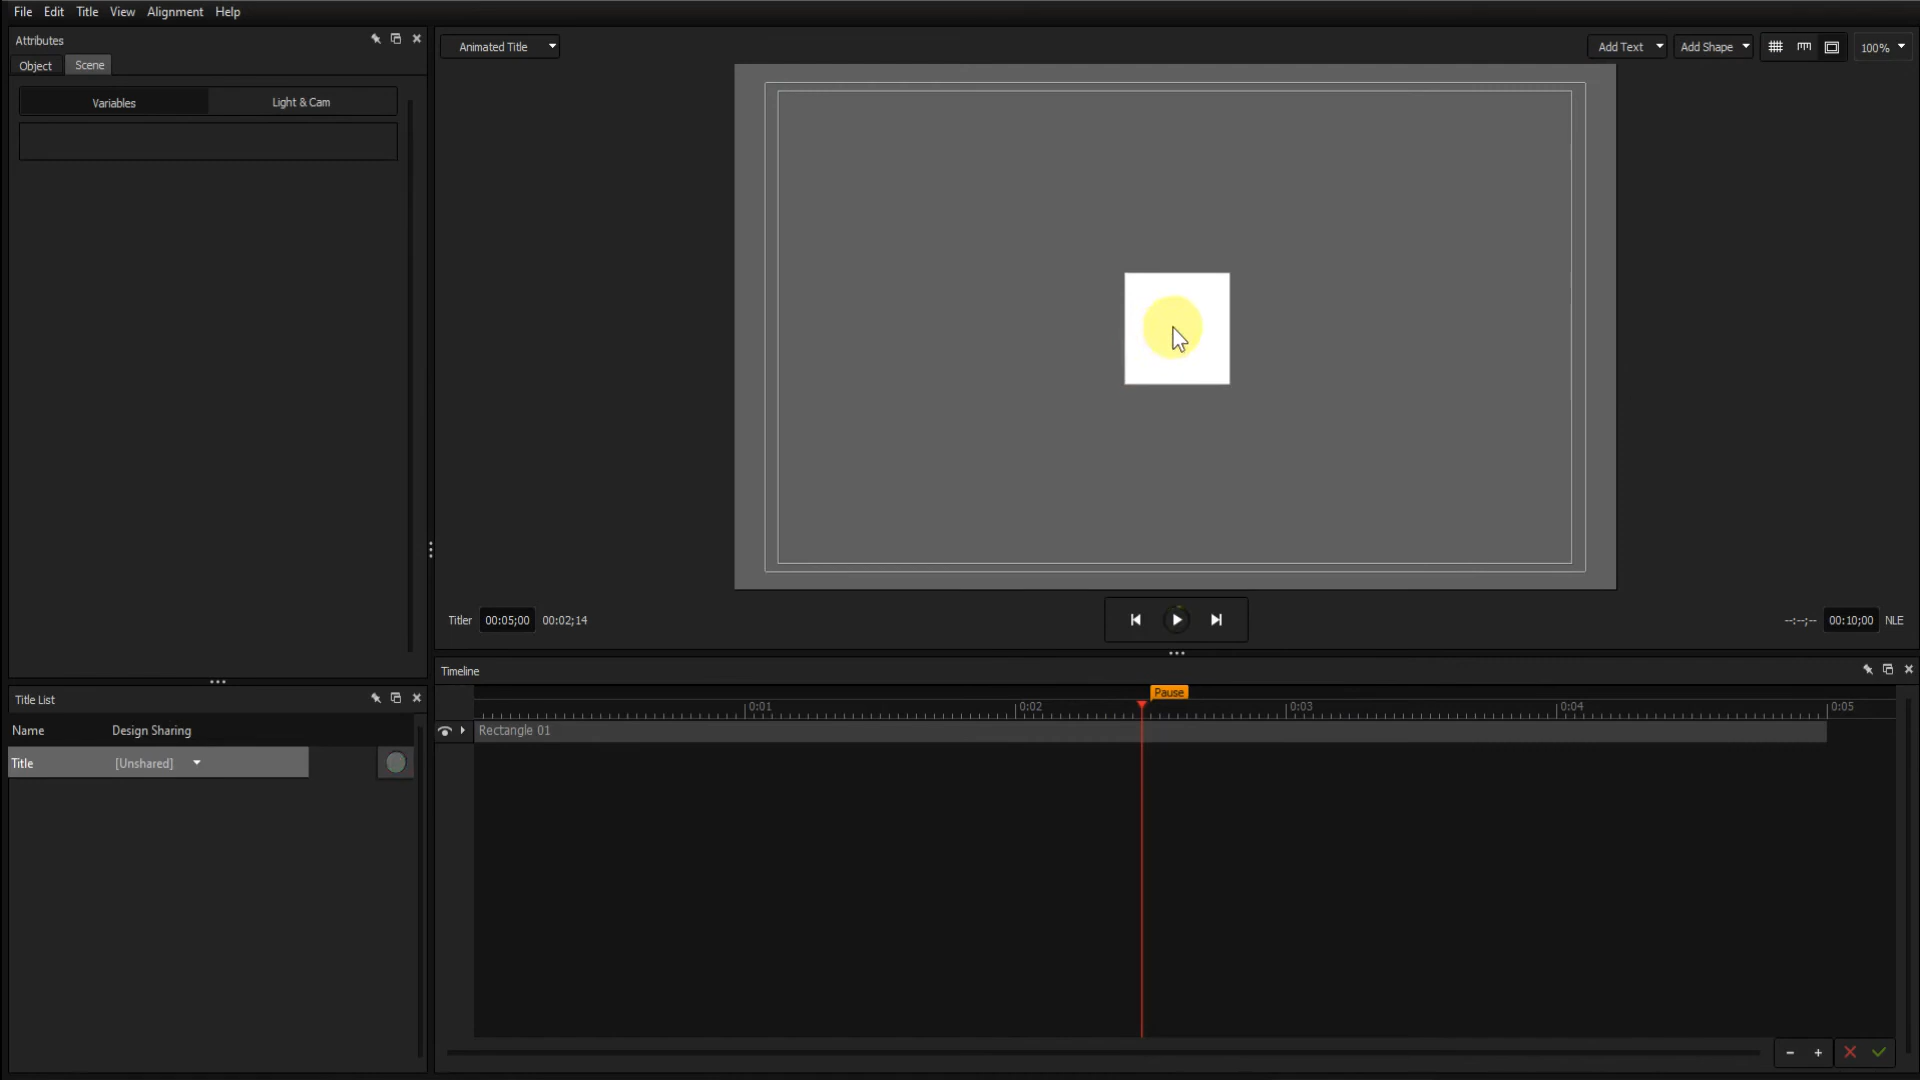 File Edit Title View Alignment Help
Attributes
Object Scene
Variables Light & Cam
Animated Title
Add Text Add Shape 100%
Titler 00:05;00 00:02;14
--:--;-- 00:10;00 NLE
Title List
Name Design Sharing
Title [Unshared]
Timeline
Pause
0:01 0:02 0:03 0:04 0:05
Rectangle 01